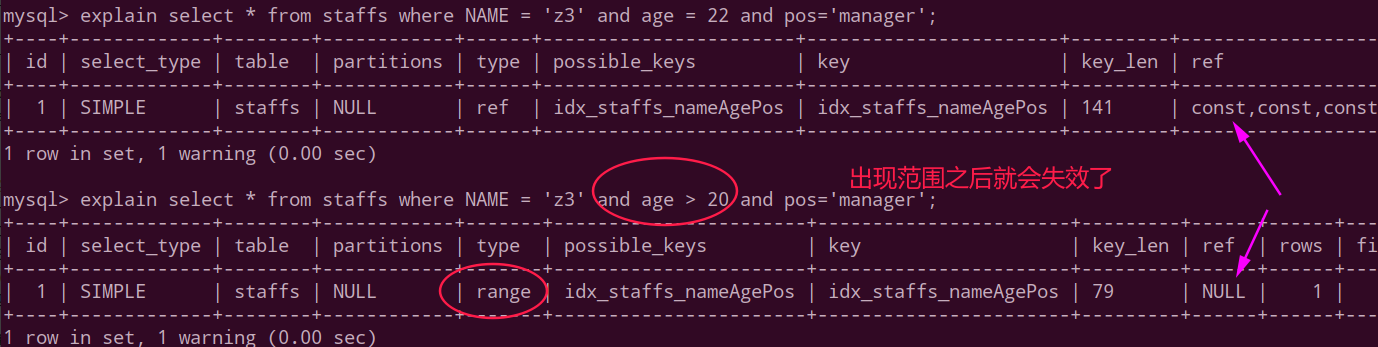 mysql> explain select * from staffs where NAME = 'z3' and age = 22 and pos='manager';
+----+-------------+--------+------------+------+-----------------------+-----------------------+---------+-------------------
| id | select_type | table  | partitions | type | possible_keys         | key                   | key_len | ref
+----+-------------+--------+------------+------+-----------------------+-----------------------+---------+-------------------
|  1 | SIMPLE      | staffs | NULL       | ref  | idx_staffs_nameAgePos | idx_staffs_nameAgePos | 141     | const,const,const
+----+-------------+--------+------------+------+-----------------------+-----------------------+---------+-------------------
1 row in set, 1 warning (0.00 sec)
出现范围之后就会失效了
mysql> explain select * from staffs where NAME = 'z3' and age > 20 and pos='manager';
+----+-------------+--------+------------+-------+-----------------------+-----------------------+---------+------+------+---
| id | select_type | table  | partitions | type  | possible_keys         | key                   | key_len | ref  | rows | fi
+----+-------------+--------+------------+-------+-----------------------+-----------------------+---------+------+------+---
|  1 | SIMPLE      | staffs | NULL       | range | idx_staffs_nameAgePos | idx_staffs_nameAgePos | 79      | NULL |    1 |
+----+-------------+--------+------------+-------+-----------------------+-----------------------+---------+------+------+---
1 row in set, 1 warning (0.00 sec)